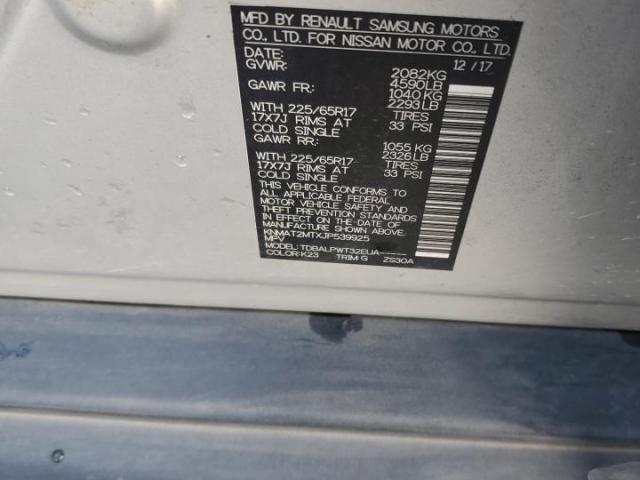 MFD BY RENAULT SAMSUNG MOTORS
CO., LTD. FOR NISSAN MOTOR CO., LTD.
DATE: 12/17
GVWR: 2082KG
4590LB
GAWR FR: 1040 KG
2293 LB
WITH 225/65R17 TIRES
17X7J RIMS AT 33 PSI
COLD SINGLE
GAWR RR: 1055 KG
2326LB
WITH 225/65R17 TIRES
17X7J RIMS AT 33 PSI
COLD SINGLE
THIS VEHICLE CONFORMS TO
ALL APPLICABLE FEDERAL
MOTOR VEHICLE SAFETY AND
THEFT PREVENTION STANDARDS
IN EFFECT ON THE DATE OF
MANUFACTURE SHOWN ABOVE.
KNMAT2MTXJP539925
MPV
MODEL: TDBALPWT32EUA-----
COLOR: K23 TRIM G ZS30A